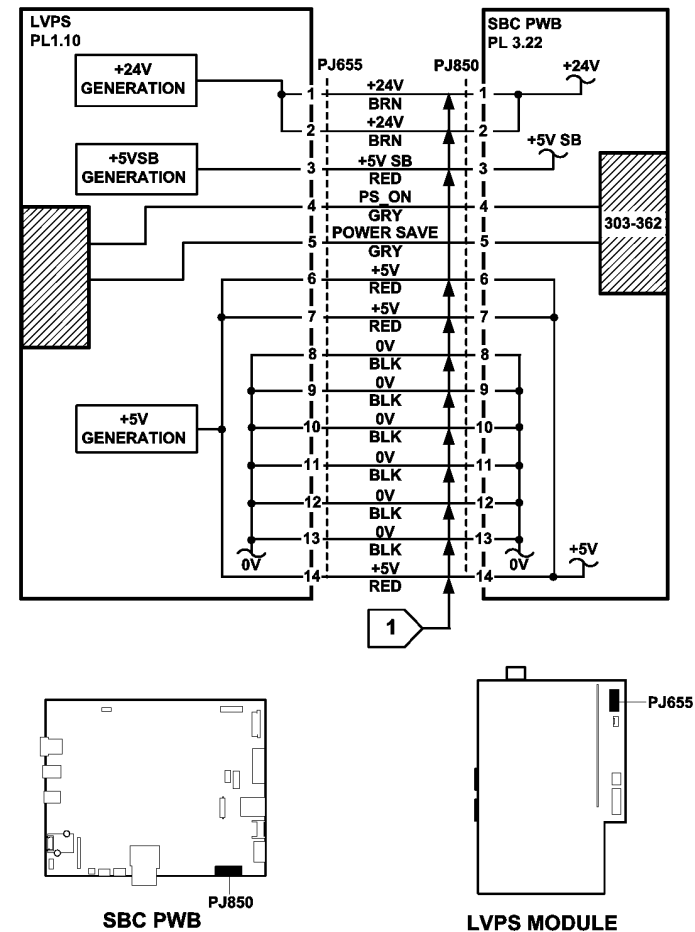 LVPS
PL1.10
SBC PWB
PL 3.22
+24V
GENERATION
PJ655
PJ850
+24V
1
+24V
BRN
1
2
+24V
BRN
2
+5V SB
+5VSB
GENERATION
3
+5V SB
RED
3
4
PS_ON
GRY
4
303-362
5
POWER SAVE
GRY
5
6
+5V
RED
6
7
+5V
RED
7
8
0V
BLK
8
9
0V
BLK
9
+5V
GENERATION
10
0V
BLK
10
11
0V
BLK
11
12
0V
BLK
12
13
0V
BLK
13
0V
0V
+5V
14
+5V
RED
14
1
PJ655
PJ850
SBC PWB
LVPS MODULE